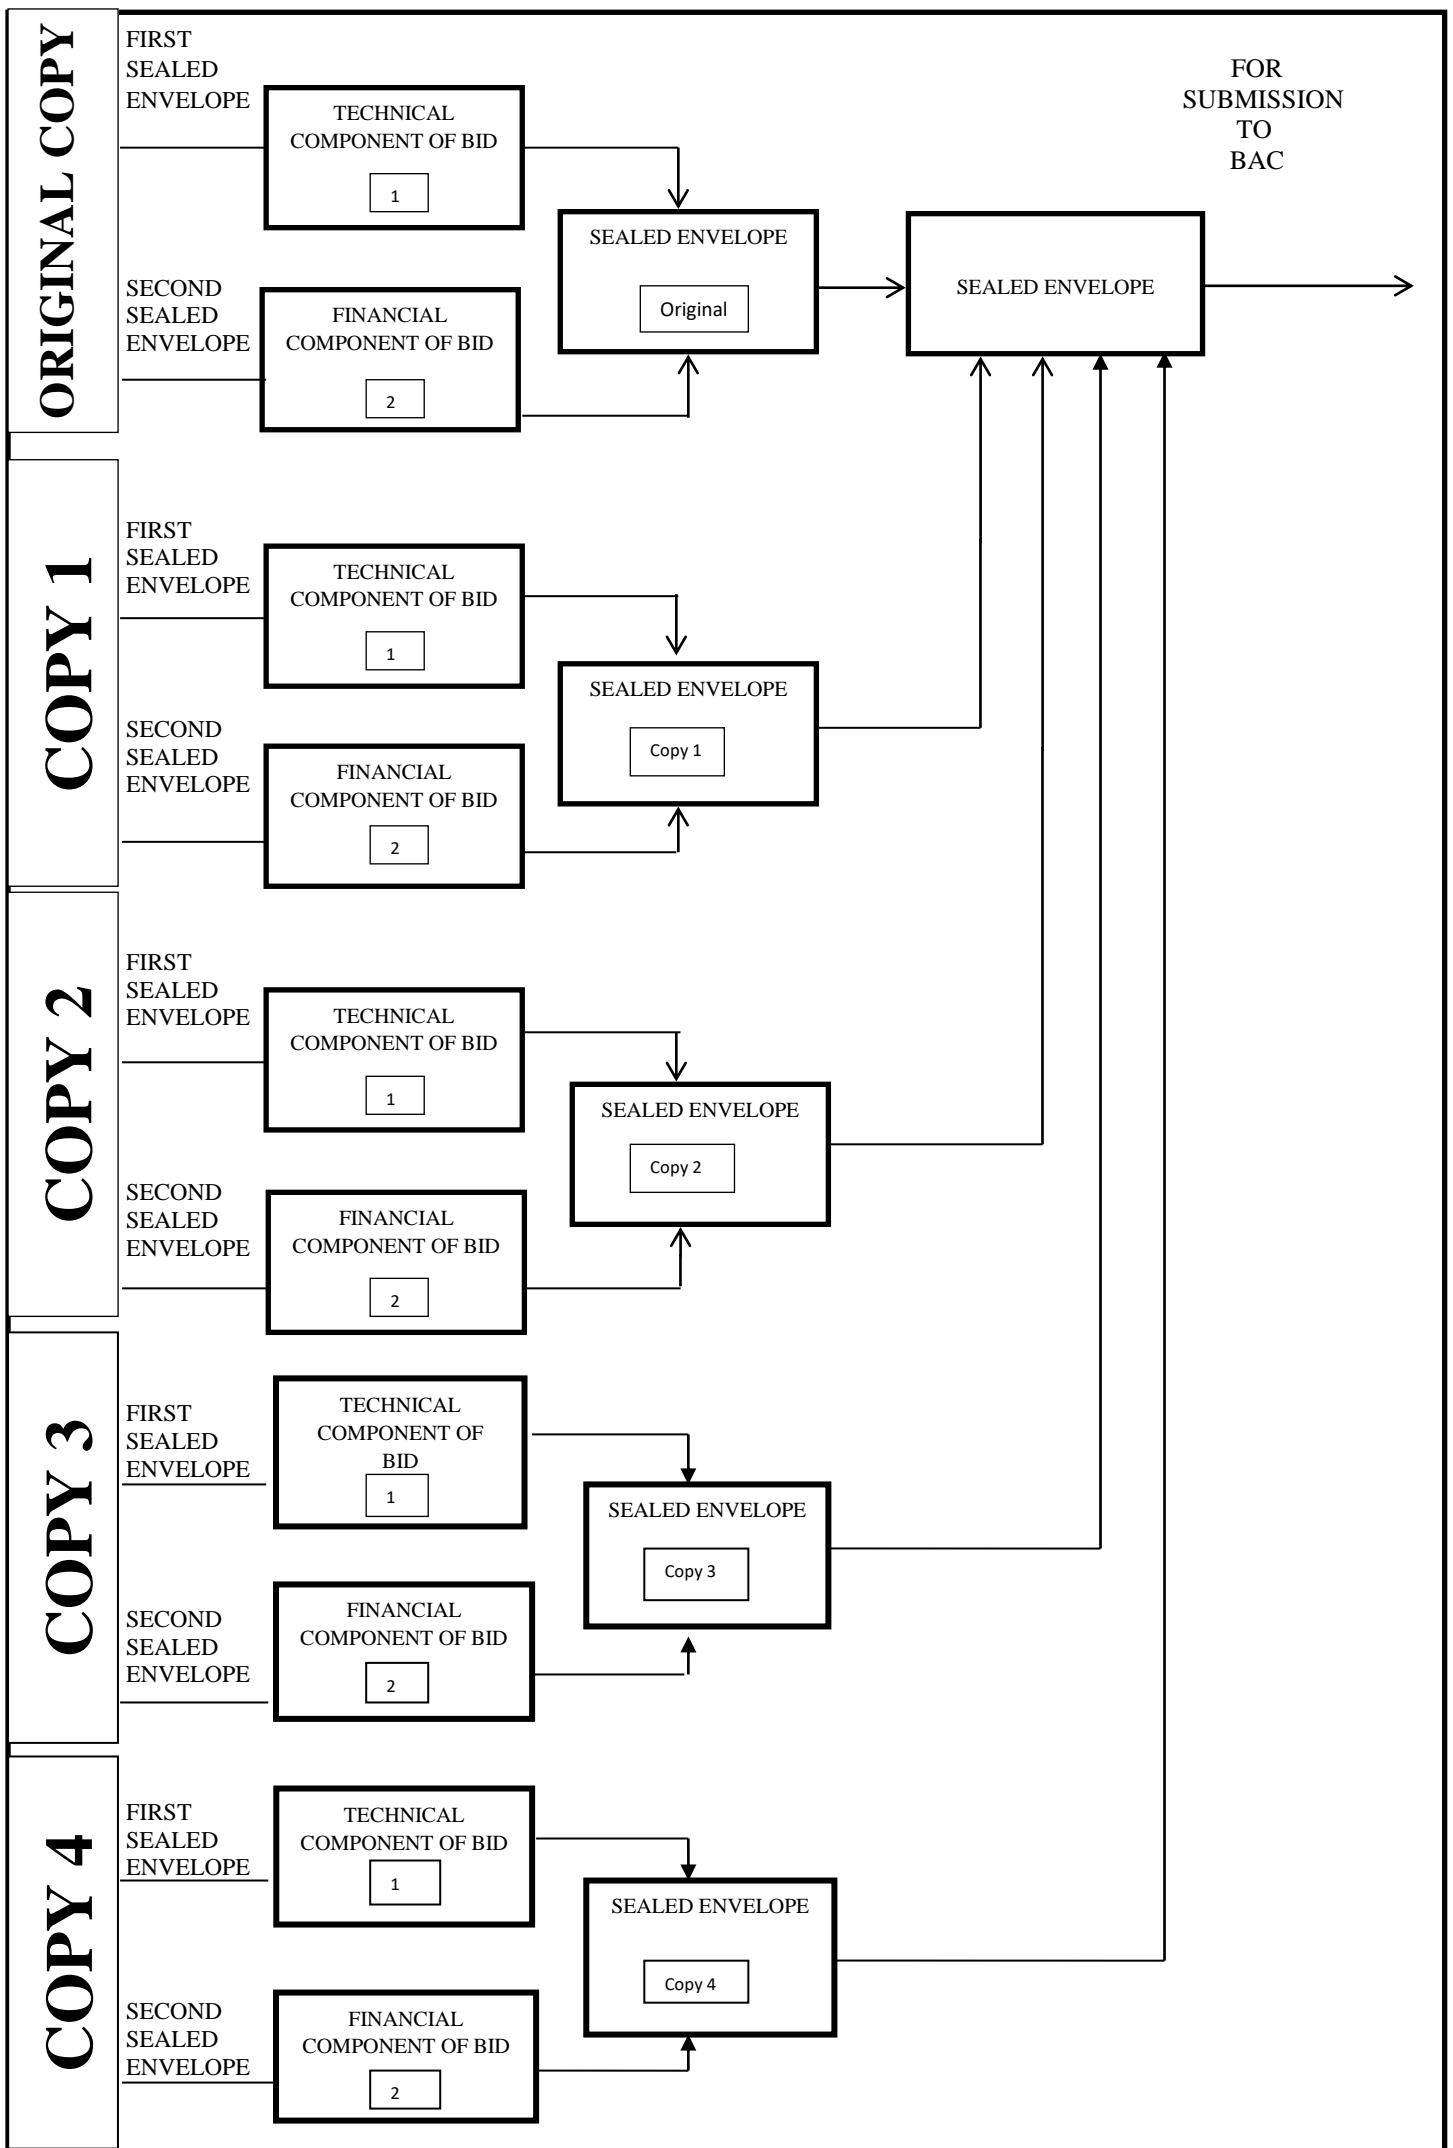 ORIGINAL COPY
FIRST
SEALED
ENVELOPE
TECHNICAL
COMPONENT OF BID
1
SECOND
SEALED
ENVELOPE
FINANCIAL
COMPONENT OF BID
2
SEALED ENVELOPE
Original
SEALED ENVELOPE
FOR
SUBMISSION
TO
BAC
COPY 1
FIRST
SEALED
ENVELOPE
TECHNICAL
COMPONENT OF BID
1
SECOND
SEALED
ENVELOPE
FINANCIAL
COMPONENT OF BID
2
SEALED ENVELOPE
Copy 1
COPY 2
FIRST
SEALED
ENVELOPE
TECHNICAL
COMPONENT OF BID
1
SECOND
SEALED
ENVELOPE
FINANCIAL
COMPONENT OF BID
2
SEALED ENVELOPE
Copy 2
COPY 3
FIRST
SEALED
ENVELOPE
TECHNICAL
COMPONENT OF
BID
1
SECOND
SEALED
ENVELOPE
FINANCIAL
COMPONENT OF BID
2
SEALED ENVELOPE
Copy 3
COPY 4
FIRST
SEALED
ENVELOPE
TECHNICAL
COMPONENT OF BID
1
SECOND
SEALED
ENVELOPE
FINANCIAL
COMPONENT OF BID
2
SEALED ENVELOPE
Copy 4